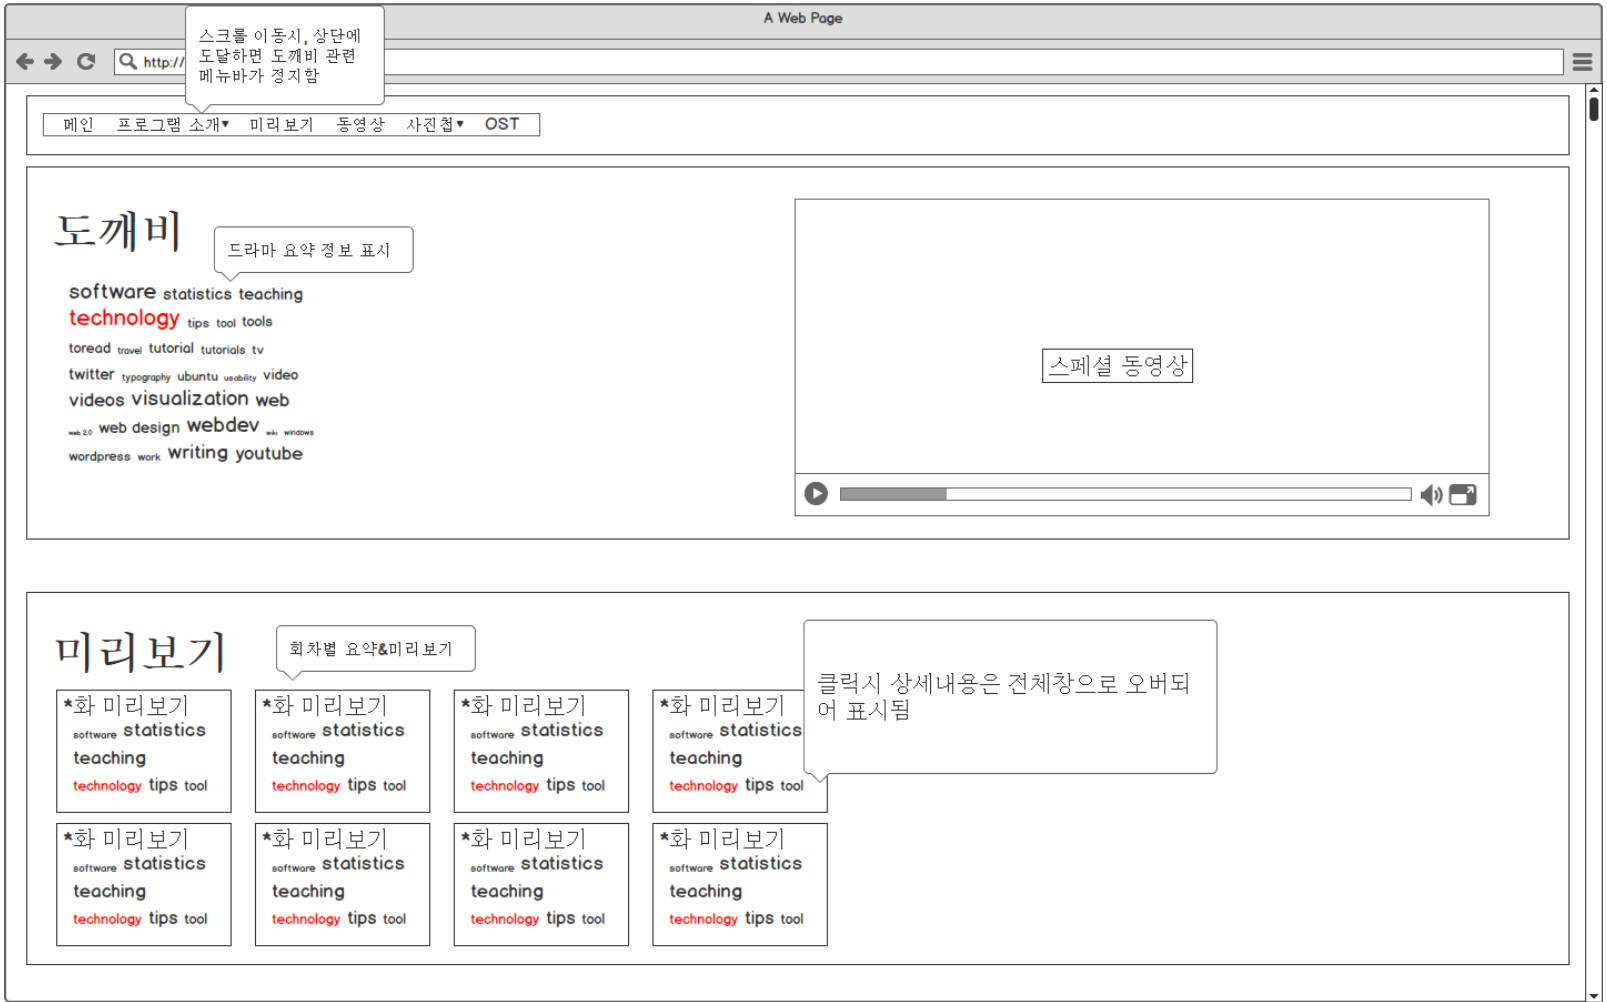 A Web Page
스크롤 이동시, 상단에
도달하면 도깨비 관련
메뉴바가 정지함
http://
메인 프로그램 소개▾ 미리보기 동영상 사진첩▾ OST
도깨비
드라마 요약 정보 표시
software statistics teaching
technology tips tool tools
toread travel tutorial tutorials tv
twitter typography ubuntu usability video
videos visualization web
web 2.0 web design webdev wiki windows
wordpress work writing youtube
스페셜 동영상
미리보기
회차별 요약&미리보기
클릭시 상세내용은 전체창으로 오버되
어 표시됨
*화 미리보기
software statistics
teaching
technology tips tool
*화 미리보기
software statistics
teaching
technology tips tool
*화 미리보기
software statistics
teaching
technology tips tool
*화 미리보기
software statistics
teaching
technology tips tool
*화 미리보기
software statistics
teaching
technology tips tool
*화 미리보기
software statistics
teaching
technology tips tool
*화 미리보기
software statistics
teaching
technology tips tool
*화 미리보기
software statistics
teaching
technology tips tool